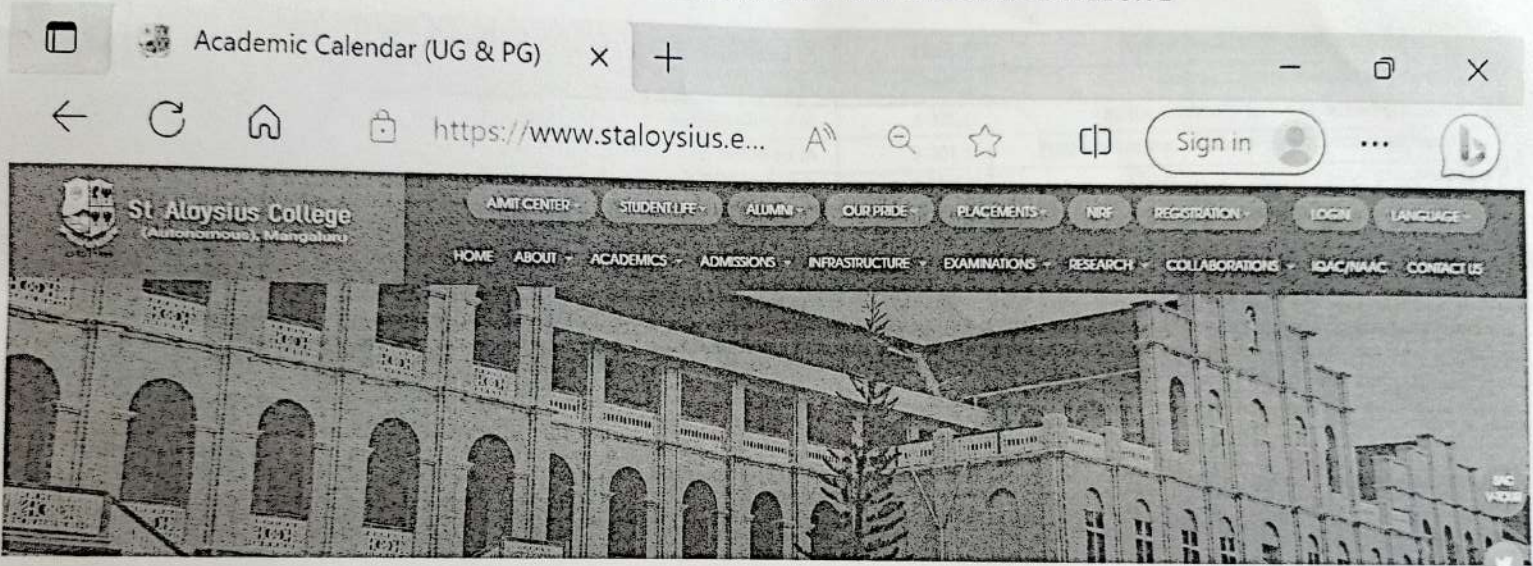 Academic Calendar (UG & PG)
https://www.staloysius.e...
Sign in
St Aloysius College
(Autonomous), Mangaluru
AIMIT CENTER
STUDENT LIFE
ALUMNI
OUR PRIDE
PLACEMENTS
NIRF
REGISTRATION
LOGIN
LANGUAGE
HOME
ABOUT
ACADEMICS
ADMISSIONS
INFRASTRUCTURE
EXAMINATIONS
RESEARCH
COLLABORATIONS
IQAC/NAAC
CONTACT US